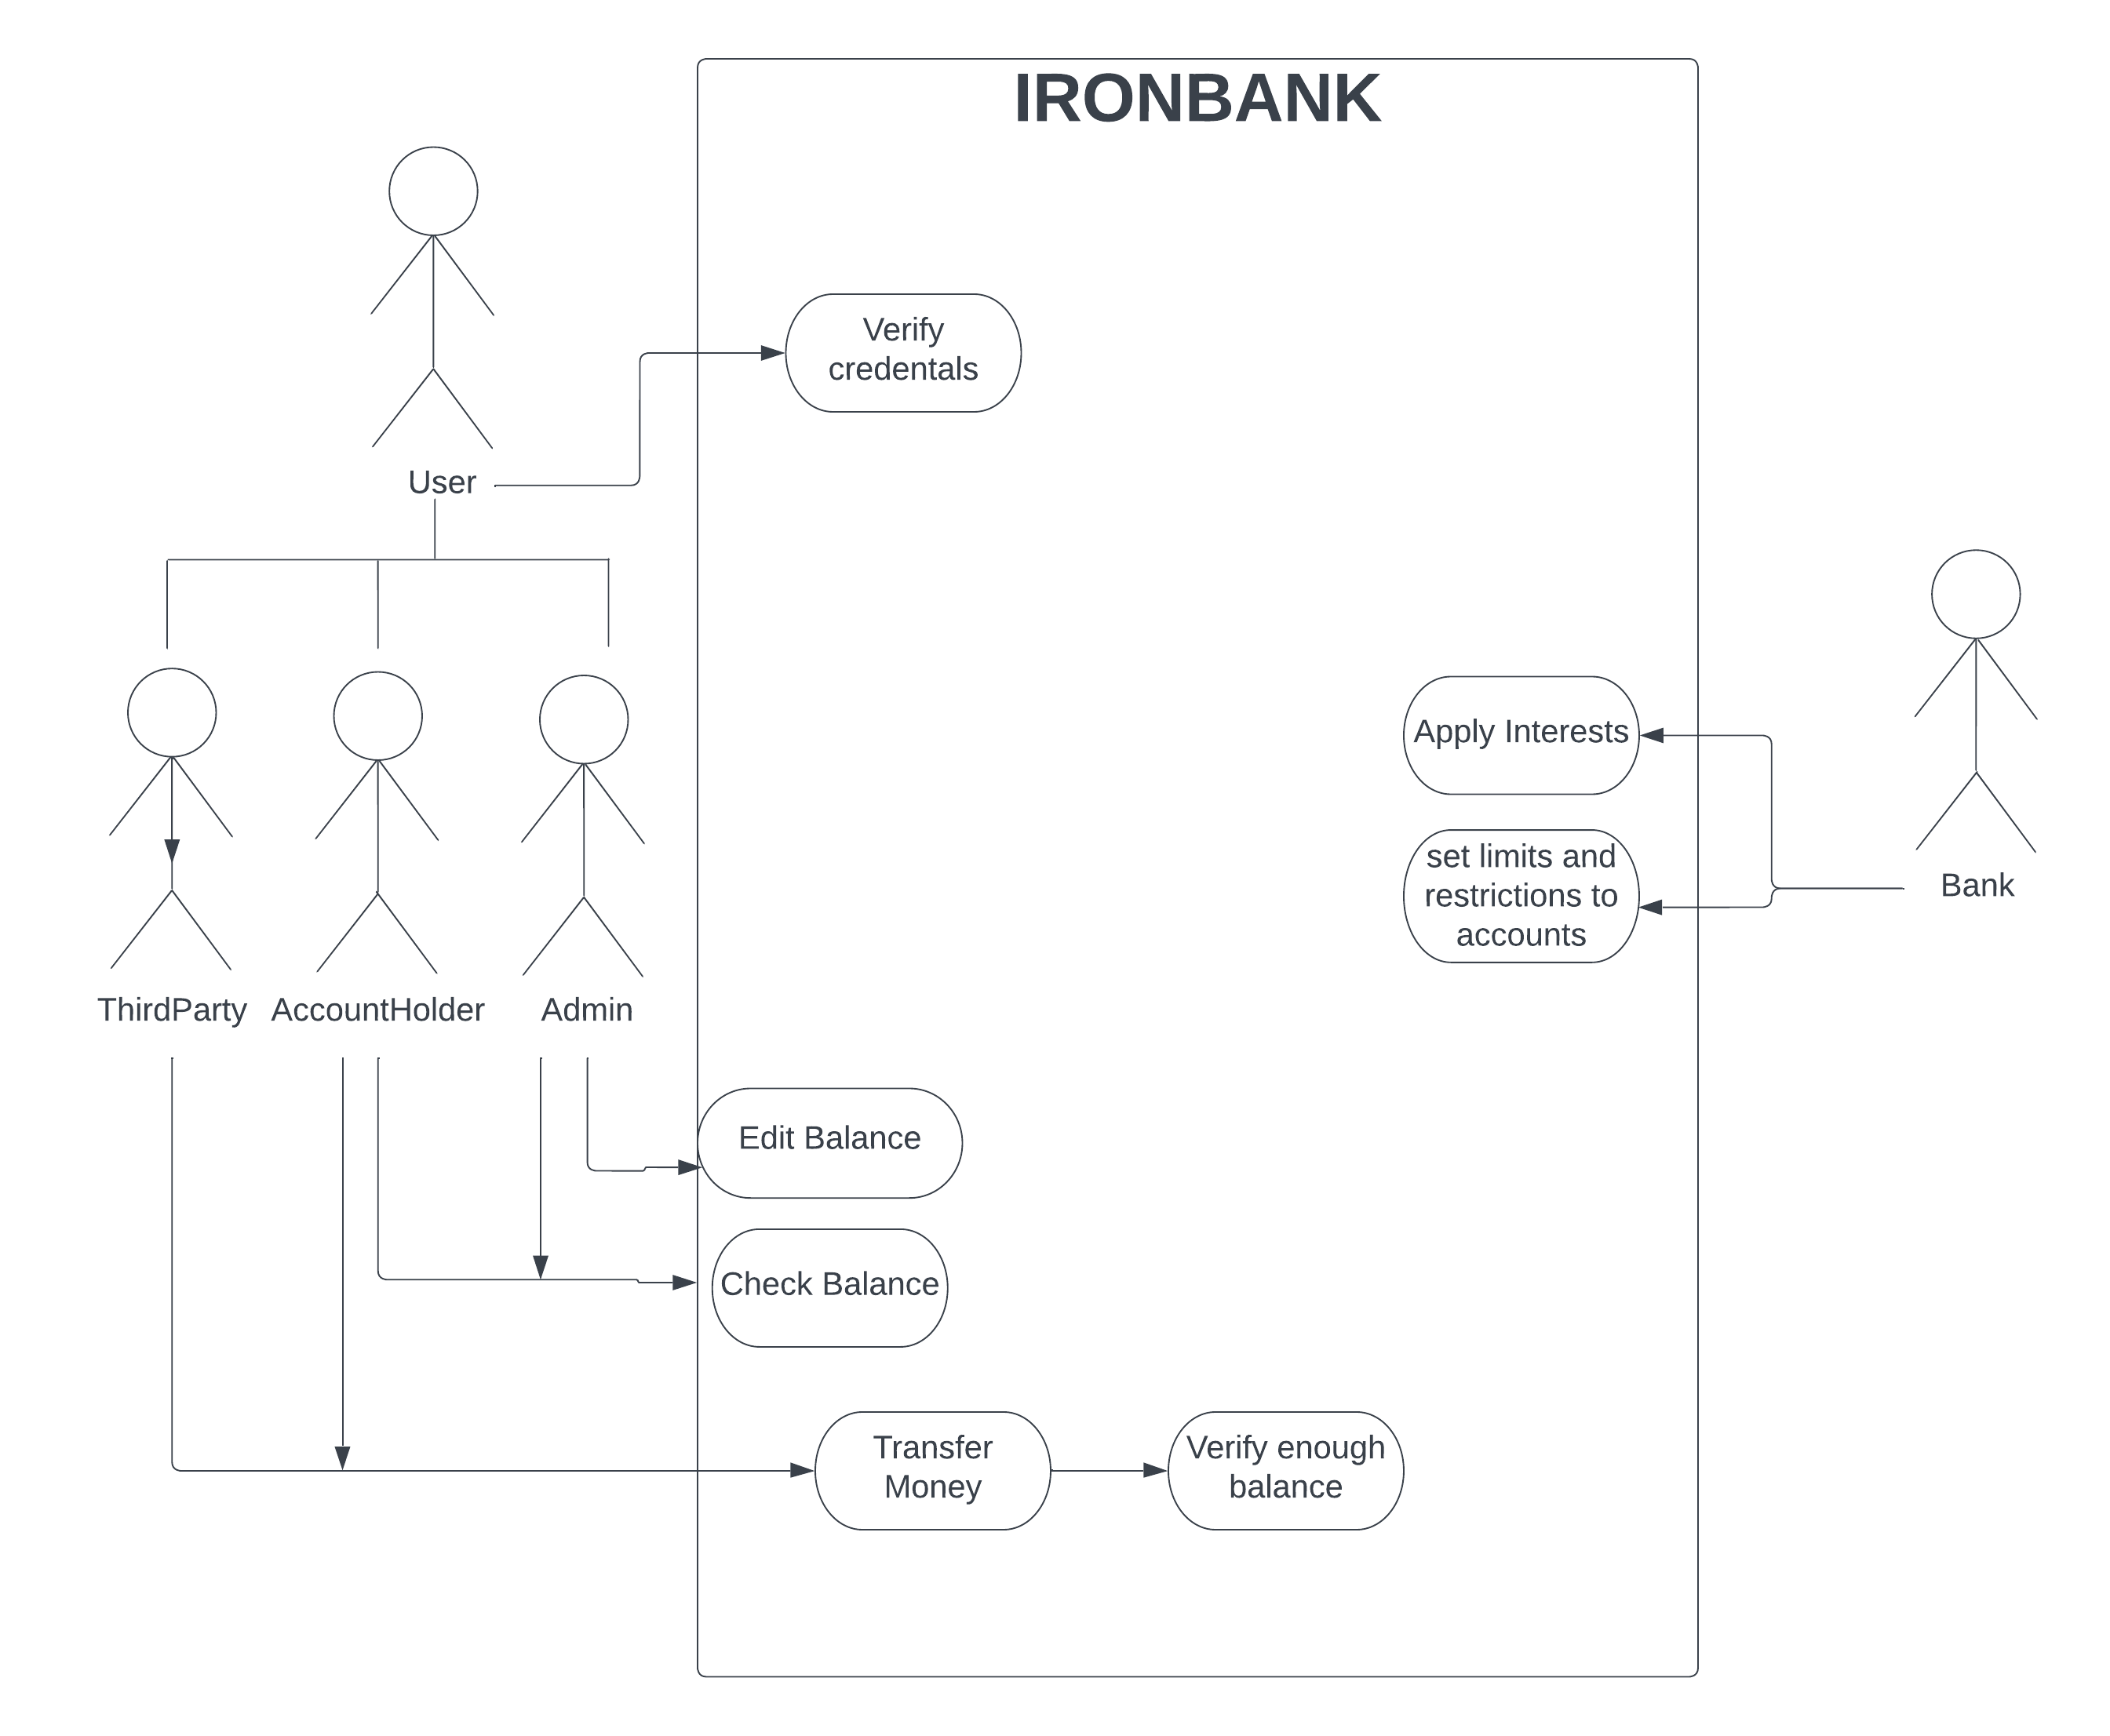 IRONBANK
Verify
credentals
User
Apply Interests
set limits and
restrictions to
accounts
Bank
ThirdParty
AccountHolder
Admin
Edit Balance
Check Balance
Transfer
Money
Verify enough
balance